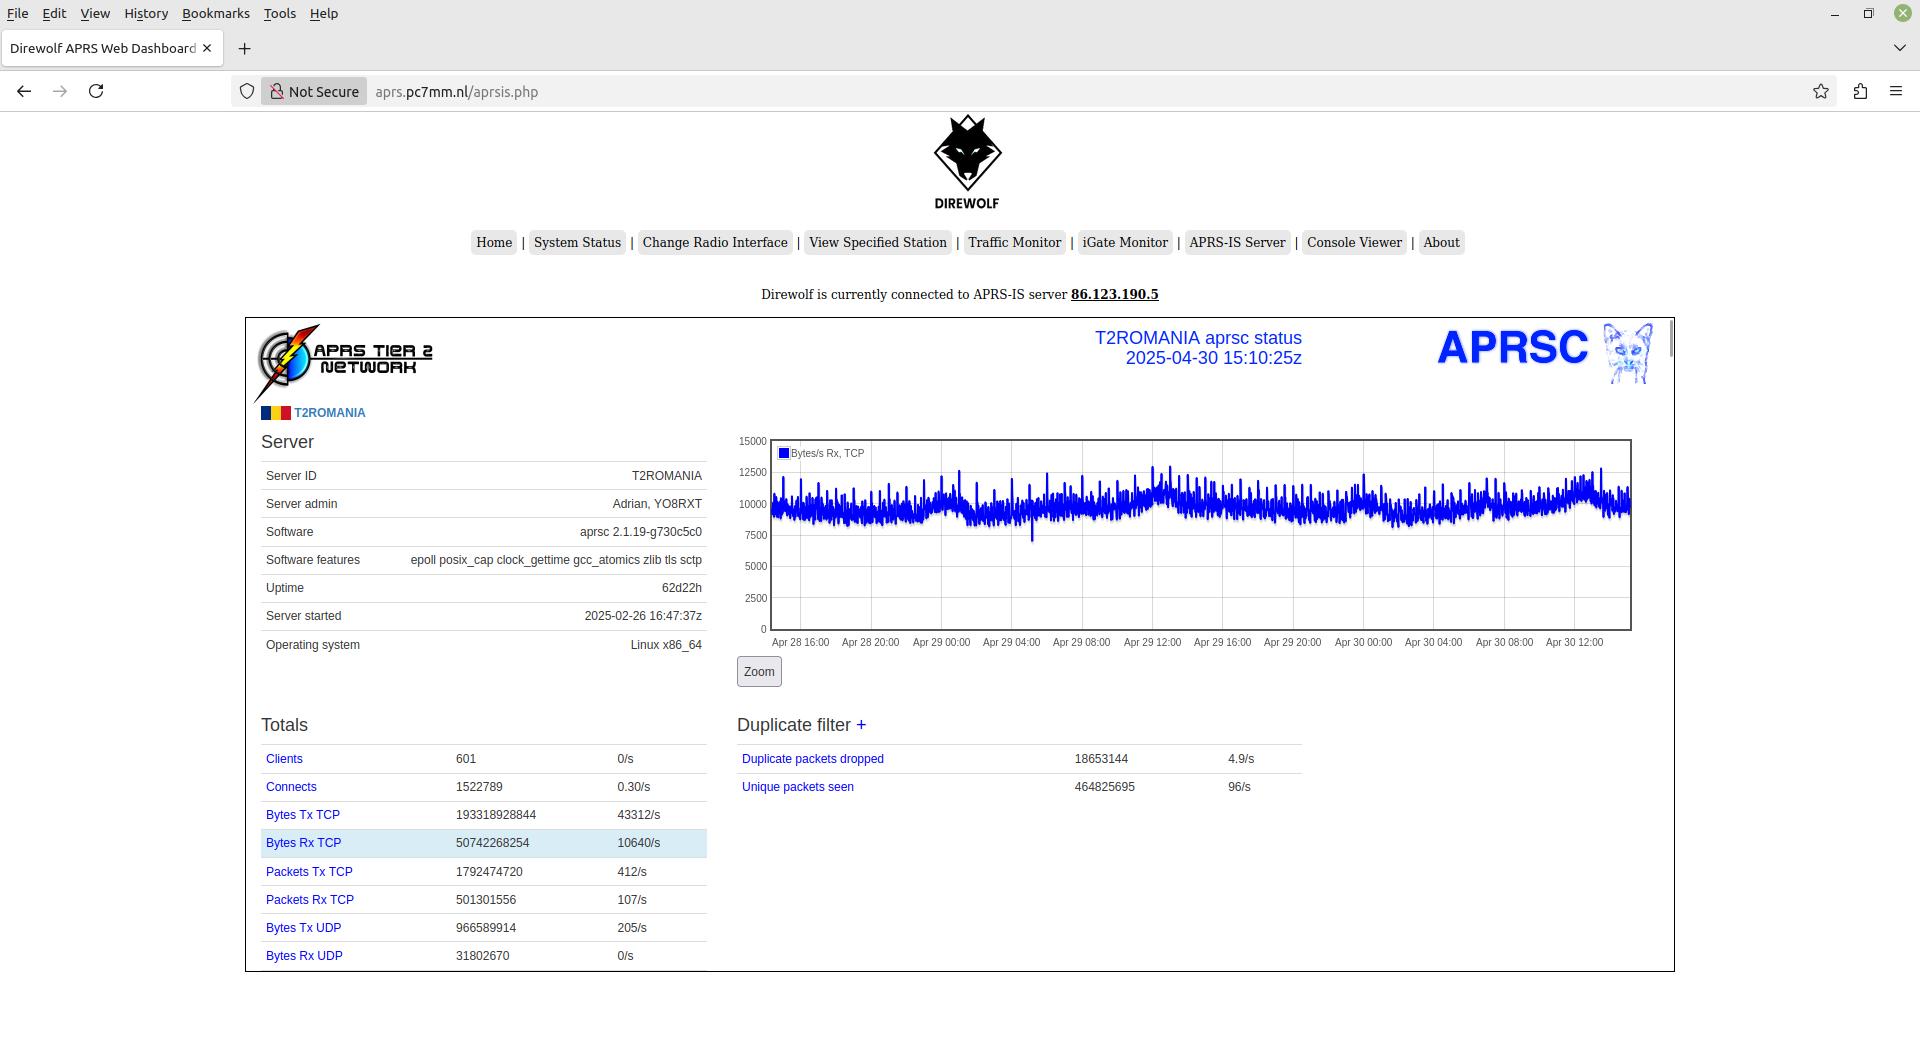 File Edit View History Bookmarks Tools Help
Direwolf APRS Web Dashboard
Not Secure aprs.pc7mm.nl/aprsis.php
DIREWOLF
Home | System Status | Change Radio Interface | View Specified Station | Traffic Monitor | iGate Monitor | APRS-IS Server | Console Viewer | About
Direwolf is currently connected to APRS-IS server 86.123.190.5
APRS TIER 2
NETWORK
T2ROMANIA aprsc status
2025-04-30 15:10:25z
APRSC
T2ROMANIA
Server
Server ID T2ROMANIA
Server admin Adrian, YO8RXT
Software aprsc 2.1.19-g730c5c0
Software features epoll posix_cap clock_gettime gcc_atomics zlib tls sctp
Uptime 62d22h
Server started 2025-02-26 16:47:37z
Operating system Linux x86_64
Bytes/s Rx, TCP
15000
12500
10000
7500
5000
2500
0
Apr 28 16:00 Apr 28 20:00 Apr 29 00:00 Apr 29 04:00 Apr 29 08:00 Apr 29 12:00 Apr 29 16:00 Apr 29 20:00 Apr 30 00:00 Apr 30 04:00 Apr 30 08:00 Apr 30 12:00
Zoom
Totals
Clients 601 0/s
Connects 1522789 0.30/s
Bytes Tx TCP 193318928844 43312/s
Bytes Rx TCP 50742268254 10640/s
Packets Tx TCP 1792474720 412/s
Packets Rx TCP 501301556 107/s
Bytes Tx UDP 966589914 205/s
Bytes Rx UDP 31802670 0/s
Duplicate filter +
Duplicate packets dropped 18653144 4.9/s
Unique packets seen 464825695 96/s